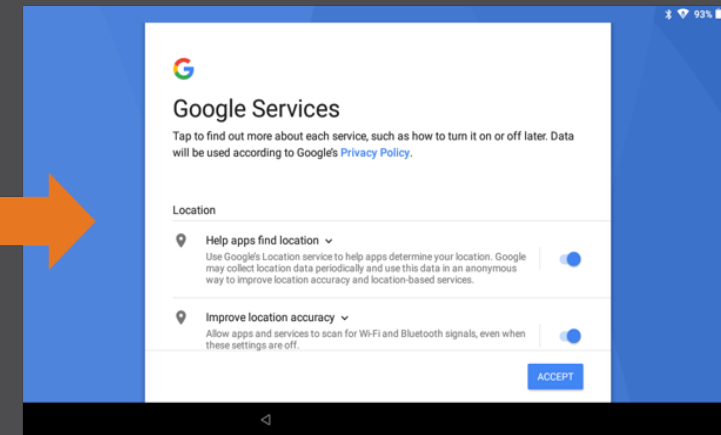 93%
Google Services
Tap to find out more about each service, such as how to turn it on or off later. Data
will be used according to Google's Privacy Policy.
Location
Help apps find location
Use Google's Location service to help apps determine your location. Google
may collect location data periodically and use this data in an anonymous
way to improve location accuracy and location-based services.
Improve location accuracy
Allow apps and services to scan for Wi-Fi and Bluetooth signals, even when
these settings are off.
ACCEPT